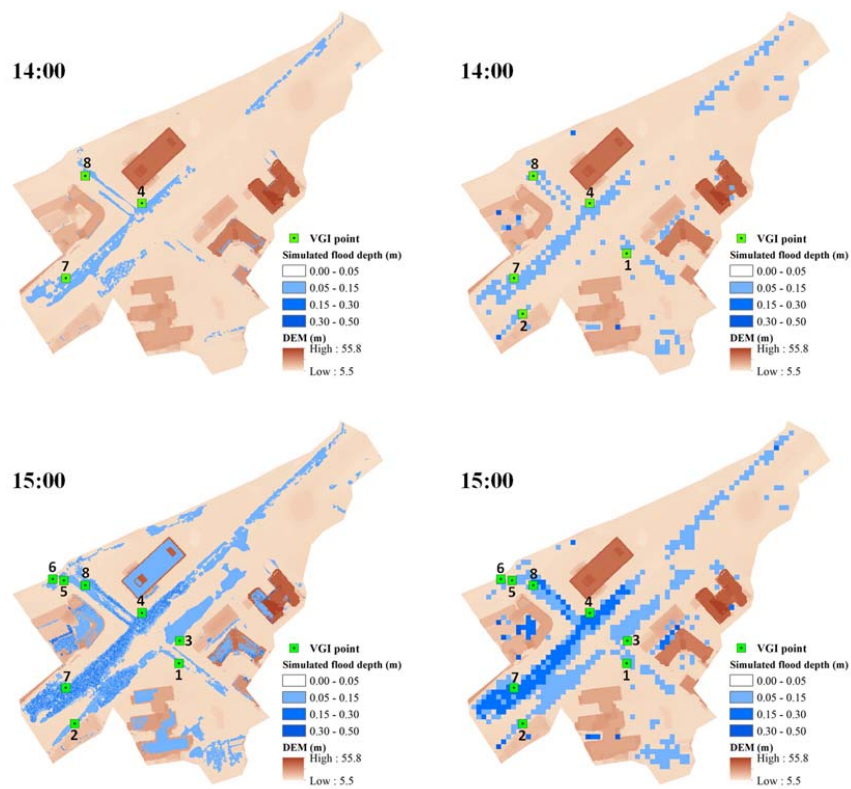 14:00
8
4
7
VGI point
Simulated flood depth (m)
0.00 - 0.05
0.05 - 0.15
0.15 - 0.30
0.30 - 0.50
DEM (m)
High : 55.8
Low : 5.5
14:00
8
4
1
7
2
VGI point
Simulated flood depth (m)
0.00 - 0.05
0.05 - 0.15
0.15 - 0.30
0.30 - 0.50
DEM (m)
High : 55.8
Low : 5.5
15:00
6
5
8
4
3
1
7
2
VGI point
Simulated flood depth (m)
0.00 - 0.05
0.05 - 0.15
0.15 - 0.30
0.30 - 0.50
DEM (m)
High : 55.8
Low : 5.5
15:00
6
5
8
4
3
1
7
2
VGI point
Simulated flood depth (m)
0.00 - 0.05
0.05 - 0.15
0.15 - 0.30
0.30 - 0.50
DEM (m)
High : 55.8
Low : 5.5